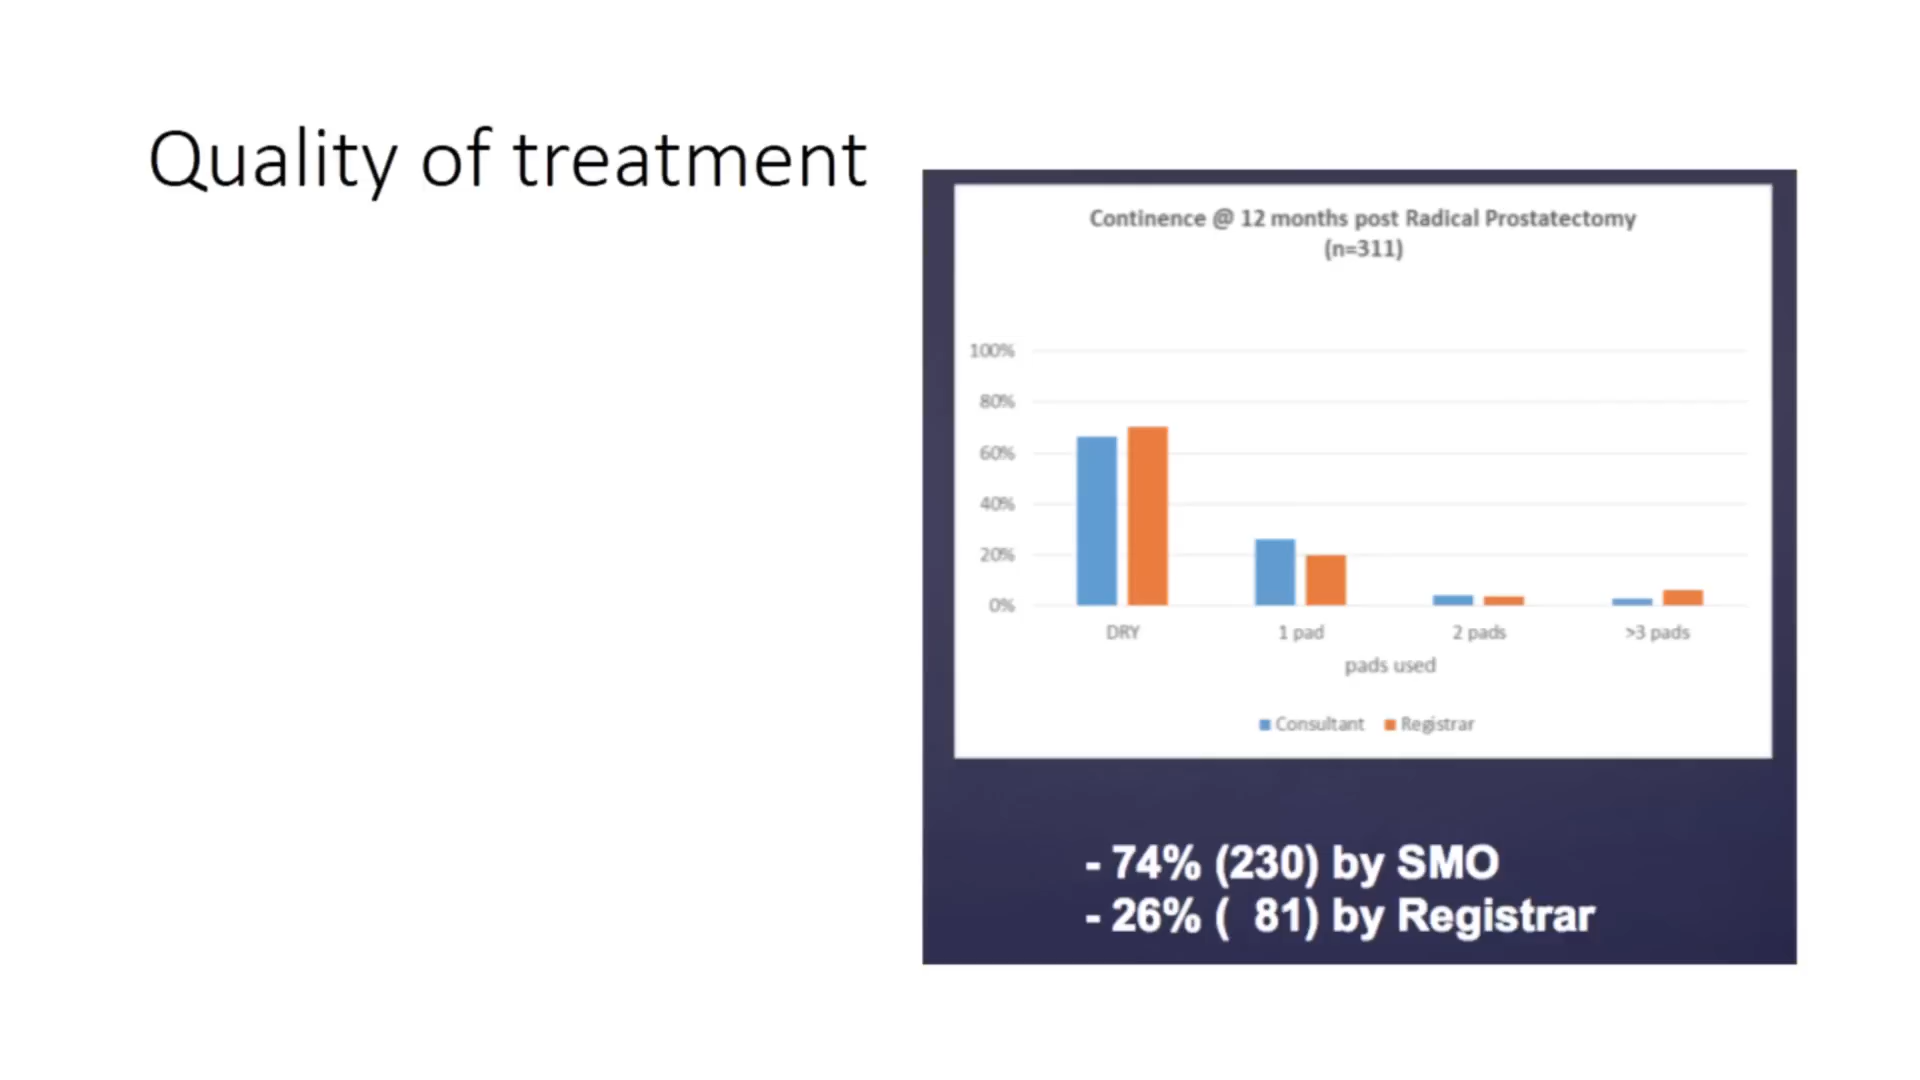 Quality of treatment
Continence @ 12 months post Radical Prostatectomy
(n=311)
100%
80%
60%
40%
20%
0%
DRY 1 pad 2 pads >3 pads
pads used
Consultant Registrar
- 74% (230) by SMO
- 26% ( 81) by Registrar